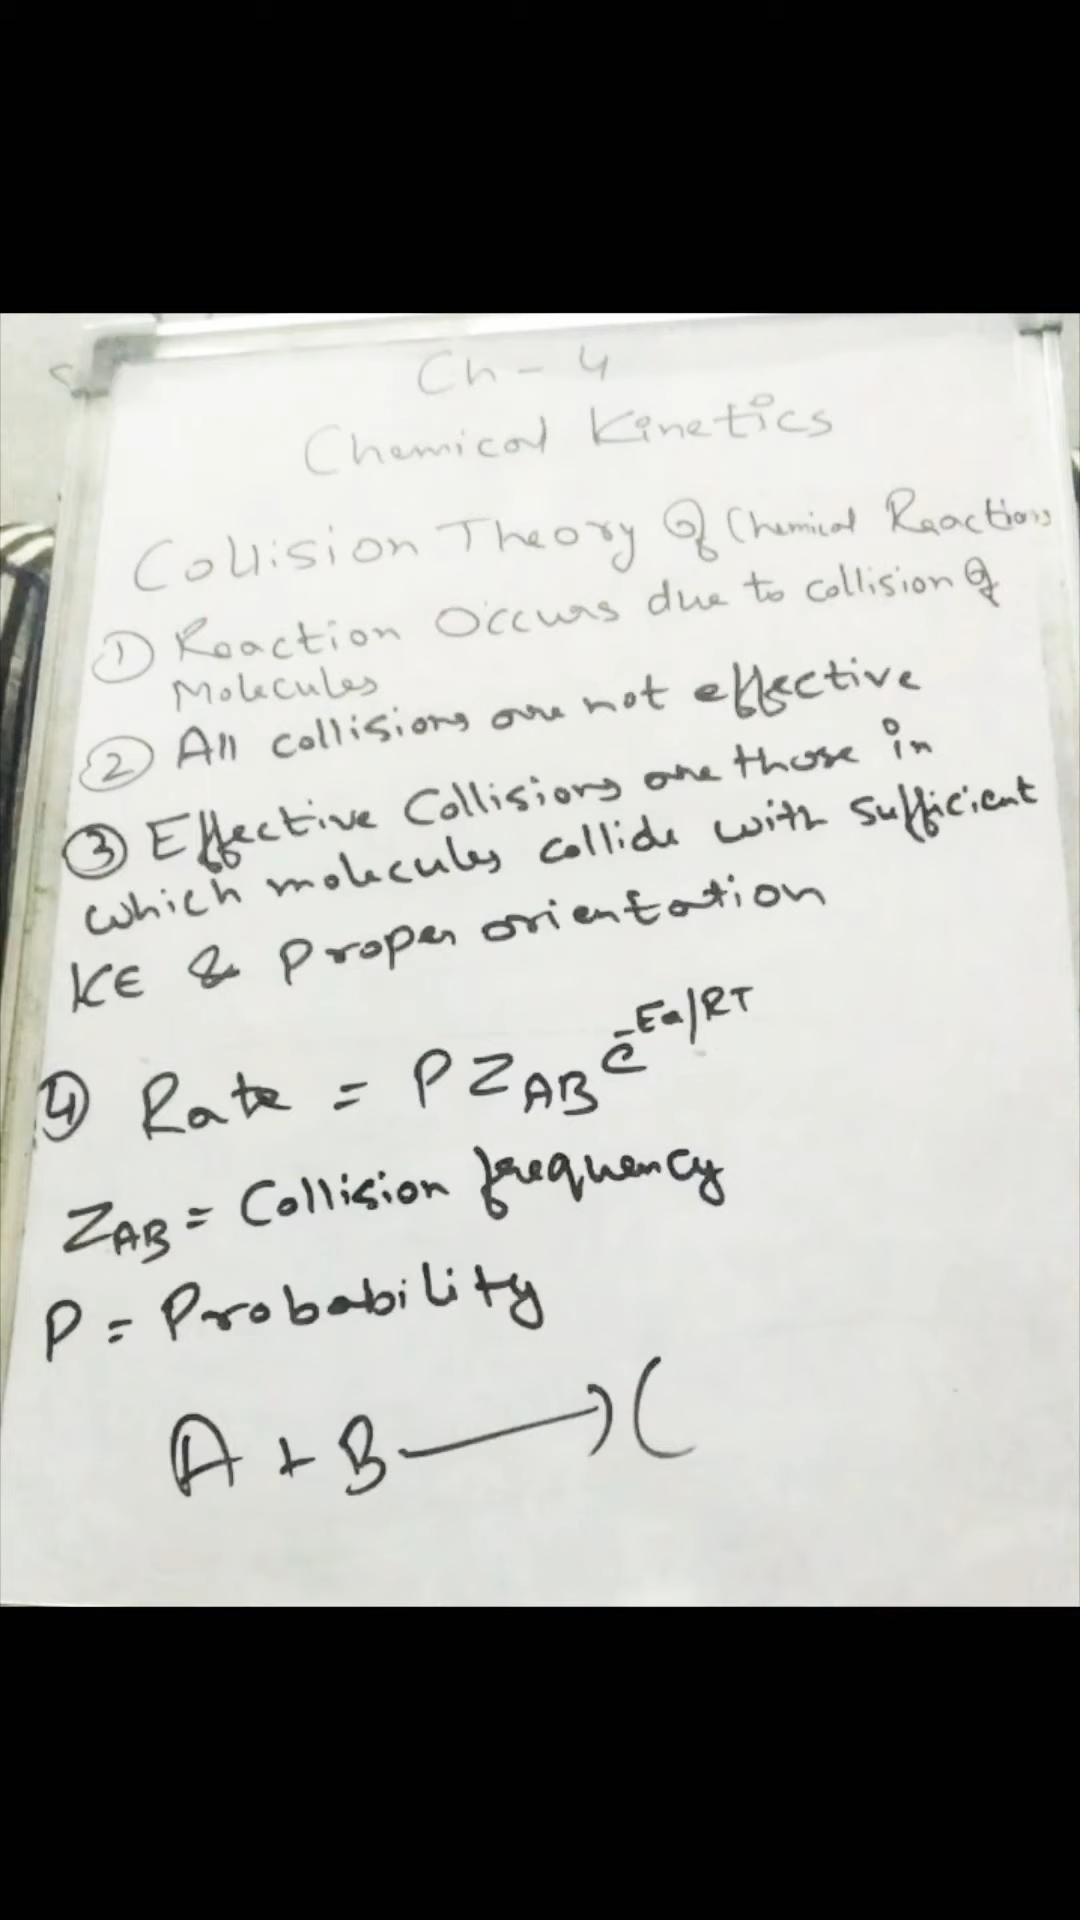 Ch - 4
Chemical Kinetics
Collision Theory Of Chemical Reactions
① Reaction Occurs due to collision Of
Molecules
② All collisions are not effective
③ Effective Collisions are those in
which molecules collide with sufficient
KE & Proper orientation
④ Rate = P Z_AB e^-Ea/RT
Z_AB = Collision frequency
P = Probability
A + B ⟶ C